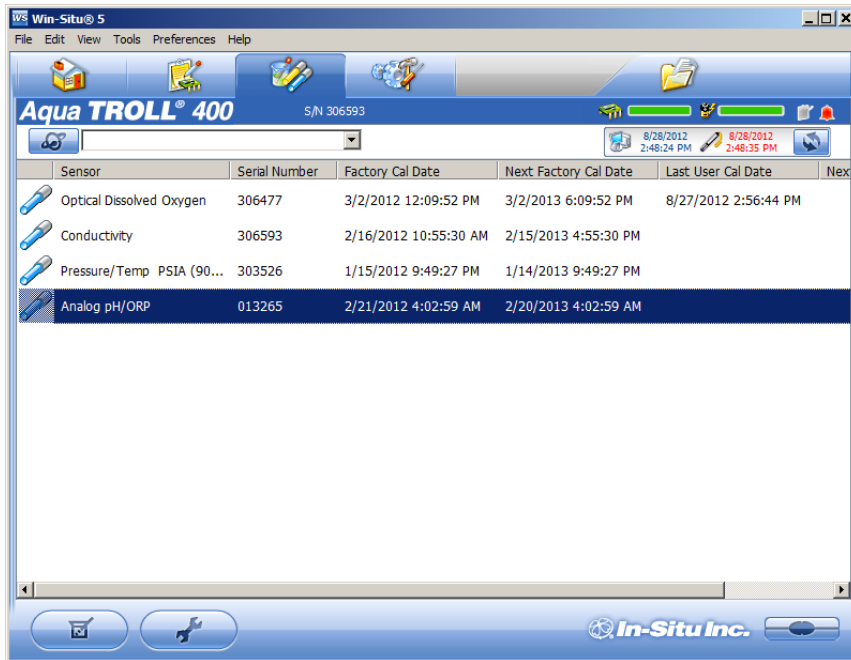 Win-Situ® 5
File Edit View Tools Preferences Help
Aqua TROLL® 400 S/N 306593
8/28/2012 2:48:24 PM 8/28/2012 2:48:35 PM
Sensor Serial Number Factory Cal Date Next Factory Cal Date Last User Cal Date Nex
Optical Dissolved Oxygen 306477 3/2/2012 12:09:52 PM 3/2/2013 6:09:52 PM 8/27/2012 2:56:44 PM
Conductivity 306593 2/16/2012 10:55:30 AM 2/15/2013 4:55:30 PM
Pressure/Temp PSIA (90... 303526 1/15/2012 9:49:27 PM 1/14/2013 9:49:27 PM
Analog pH/ORP 013265 2/21/2012 4:02:59 AM 2/20/2013 4:02:59 AM
In-Situ Inc.